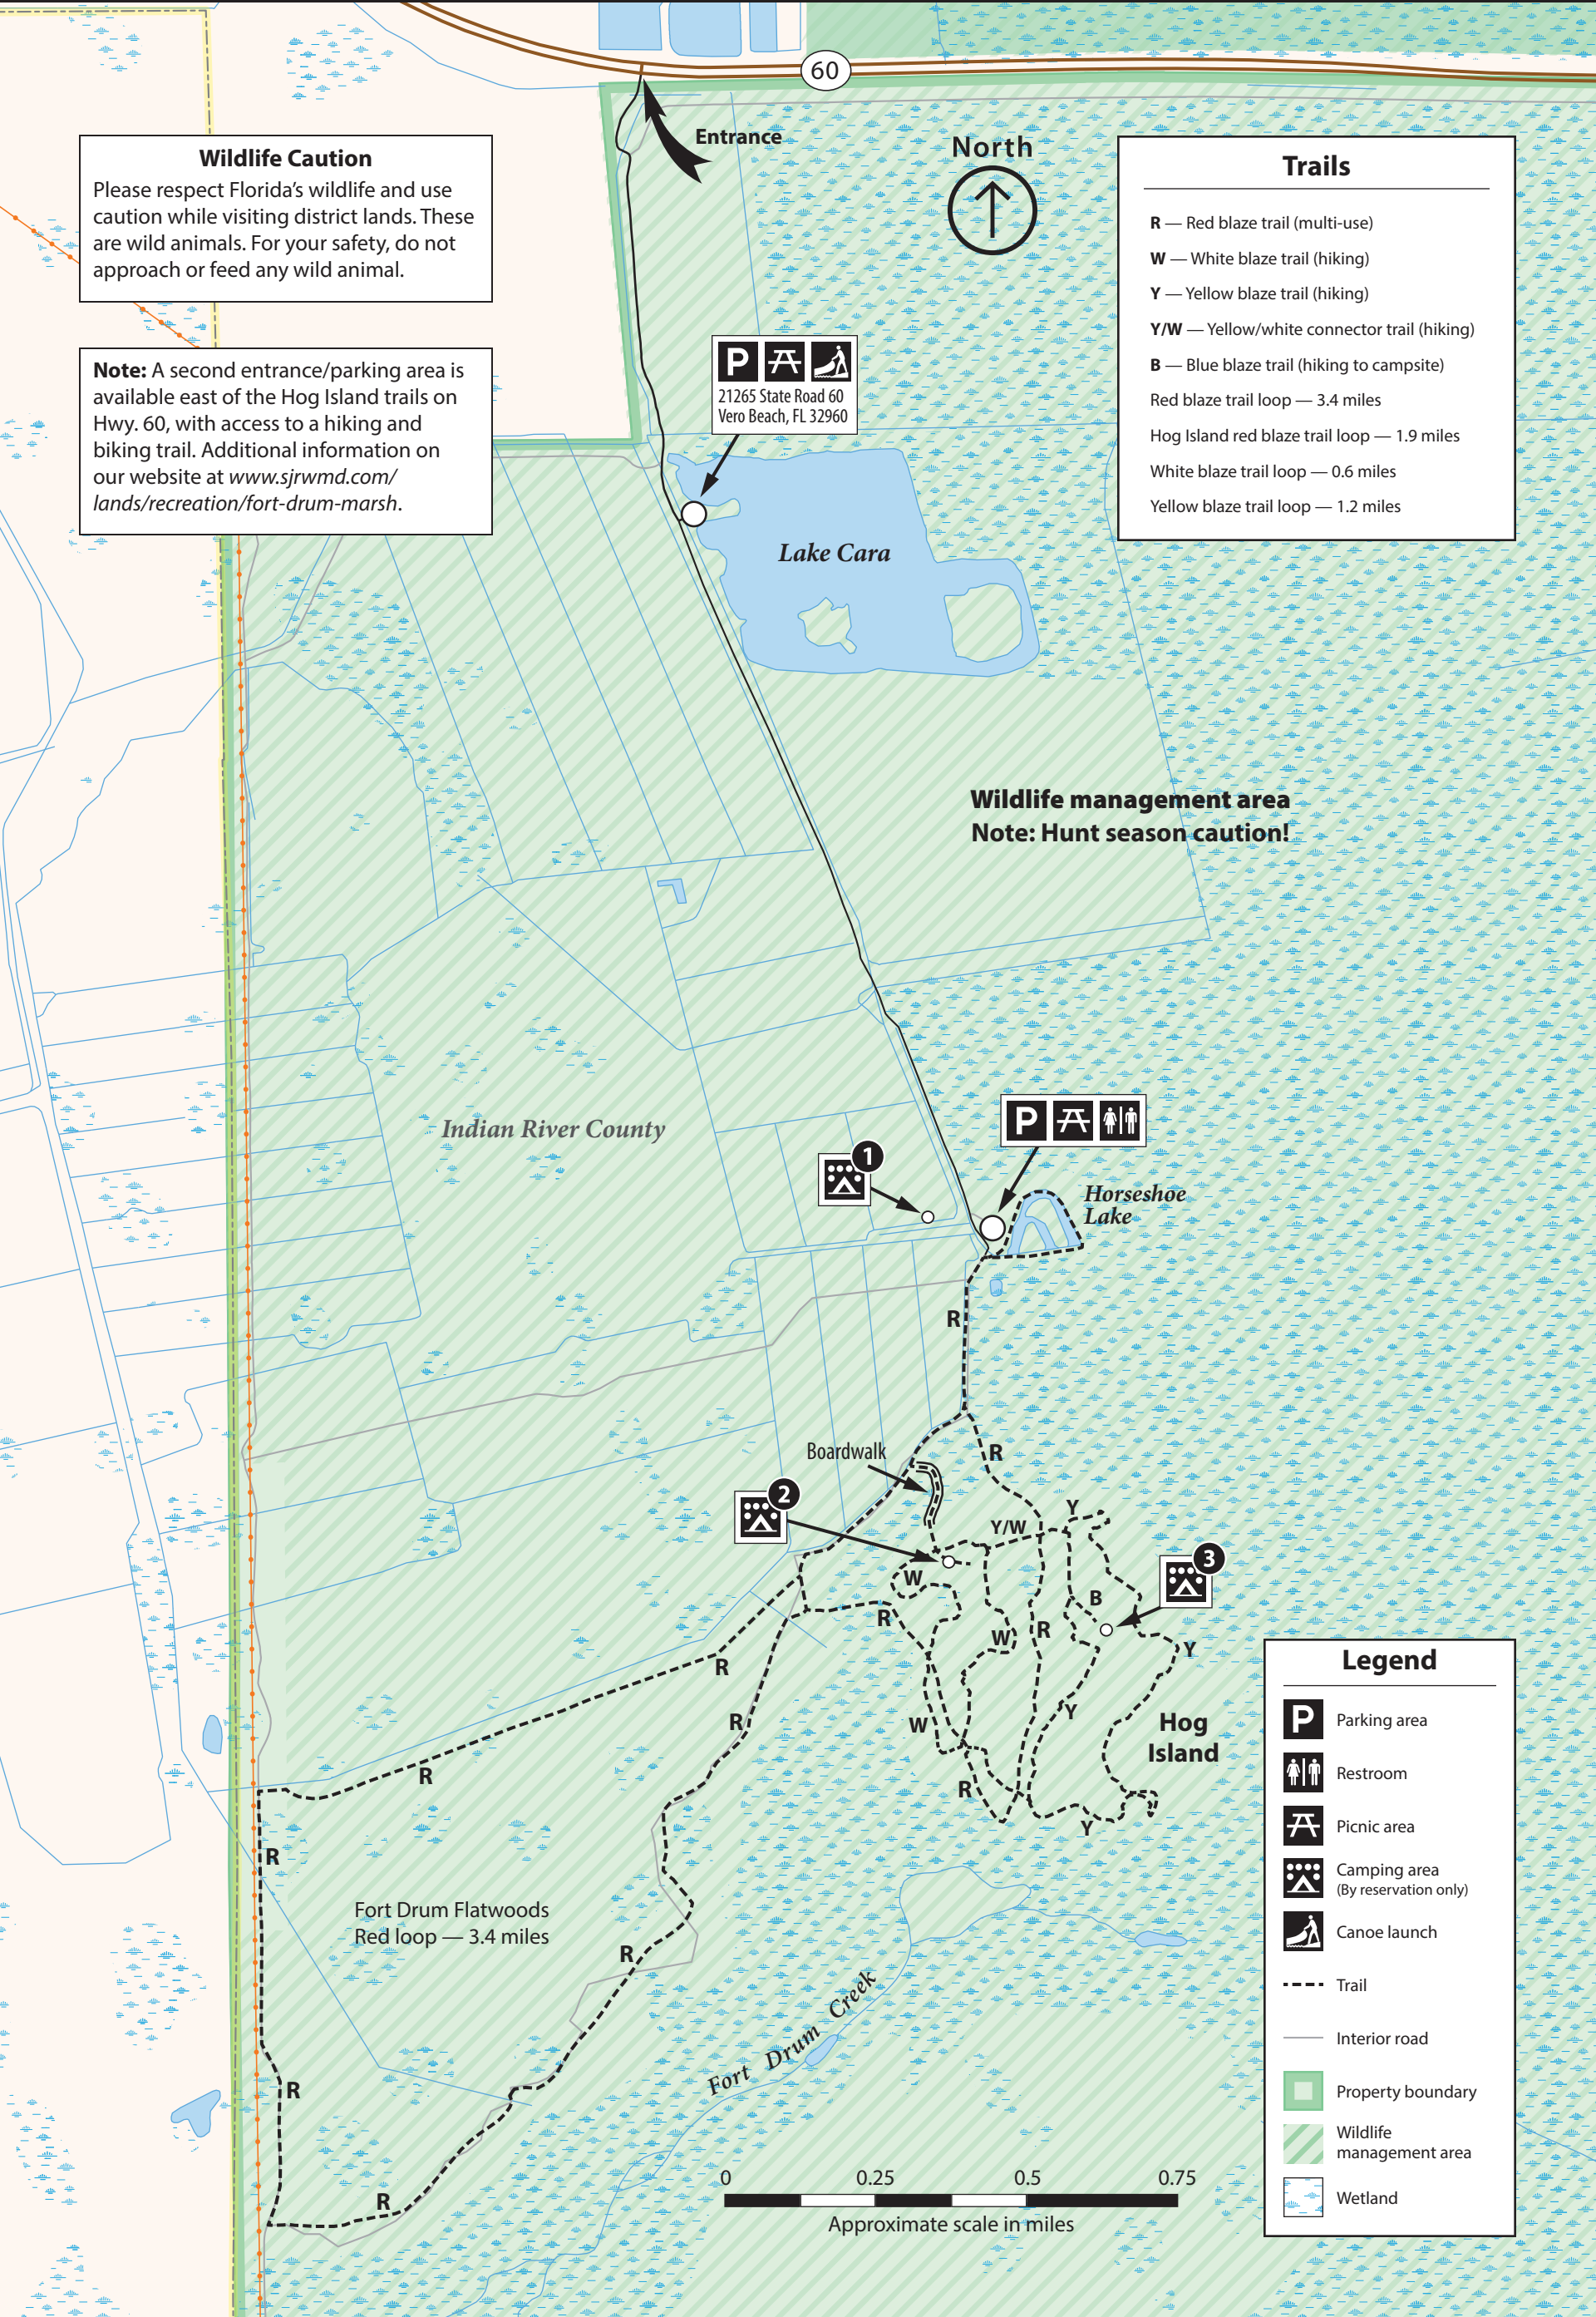 60
Entrance
North
Wildlife Caution
Please respect Florida's wildlife and use
caution while visiting district lands. These
are wild animals. For your safety, do not
approach or feed any wild animal.
Note: A second entrance/parking area is
available east of the Hog Island trails on
Hwy. 60, with access to a hiking and
biking trail. Additional information on
our website at www.sjrwmd.com/
lands/recreation/fort-drum-marsh.
Trails
R — Red blaze trail (multi-use)
W — White blaze trail (hiking)
Y — Yellow blaze trail (hiking)
Y/W — Yellow/white connector trail (hiking)
B — Blue blaze trail (hiking to campsite)
Red blaze trail loop — 3.4 miles
Hog Island red blaze trail loop — 1.9 miles
White blaze trail loop — 0.6 miles
Yellow blaze trail loop — 1.2 miles
P
21265 State Road 60
Vero Beach, FL 32960
Lake Cara
Wildlife management area
Note: Hunt season caution!
Indian River County
P
1
Horseshoe
Lake
R
Boardwalk
R
2
Y
Y/W
3
W
B
R
W
R
Y
R
R
W
Y
Hog
Island
R
R
Y
R
Fort Drum Flatwoods
Red loop — 3.4 miles
R
Fort Drum Creek
R
R
0 0.25 0.5 0.75
Approximate scale in miles
Legend
P Parking area
Restroom
Picnic area
Camping area
(By reservation only)
Canoe launch
Trail
Interior road
Property boundary
Wildlife
management area
Wetland